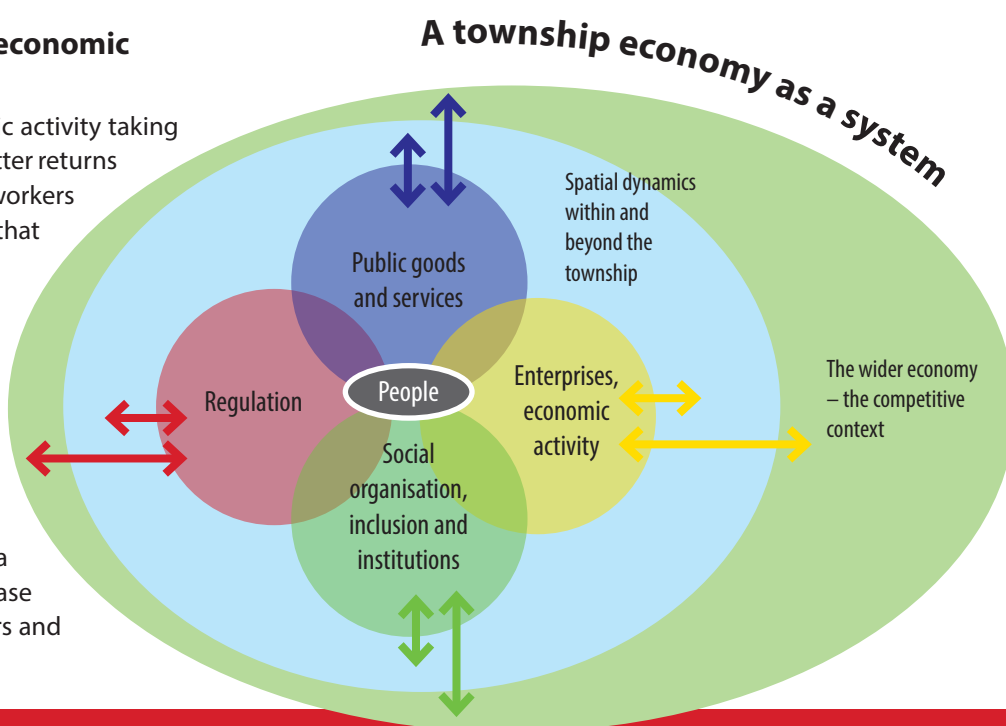 economic
A township economy as a system
ic activity taking
tter returns
workers
that
Spatial dynamics
within and
beyond the
township
Public goods
and services
The wider economy
– the competitive
context
Regulation
People
Enterprises,
economic
activity
Social
organisation,
inclusion and
institutions
a
ase
rs and